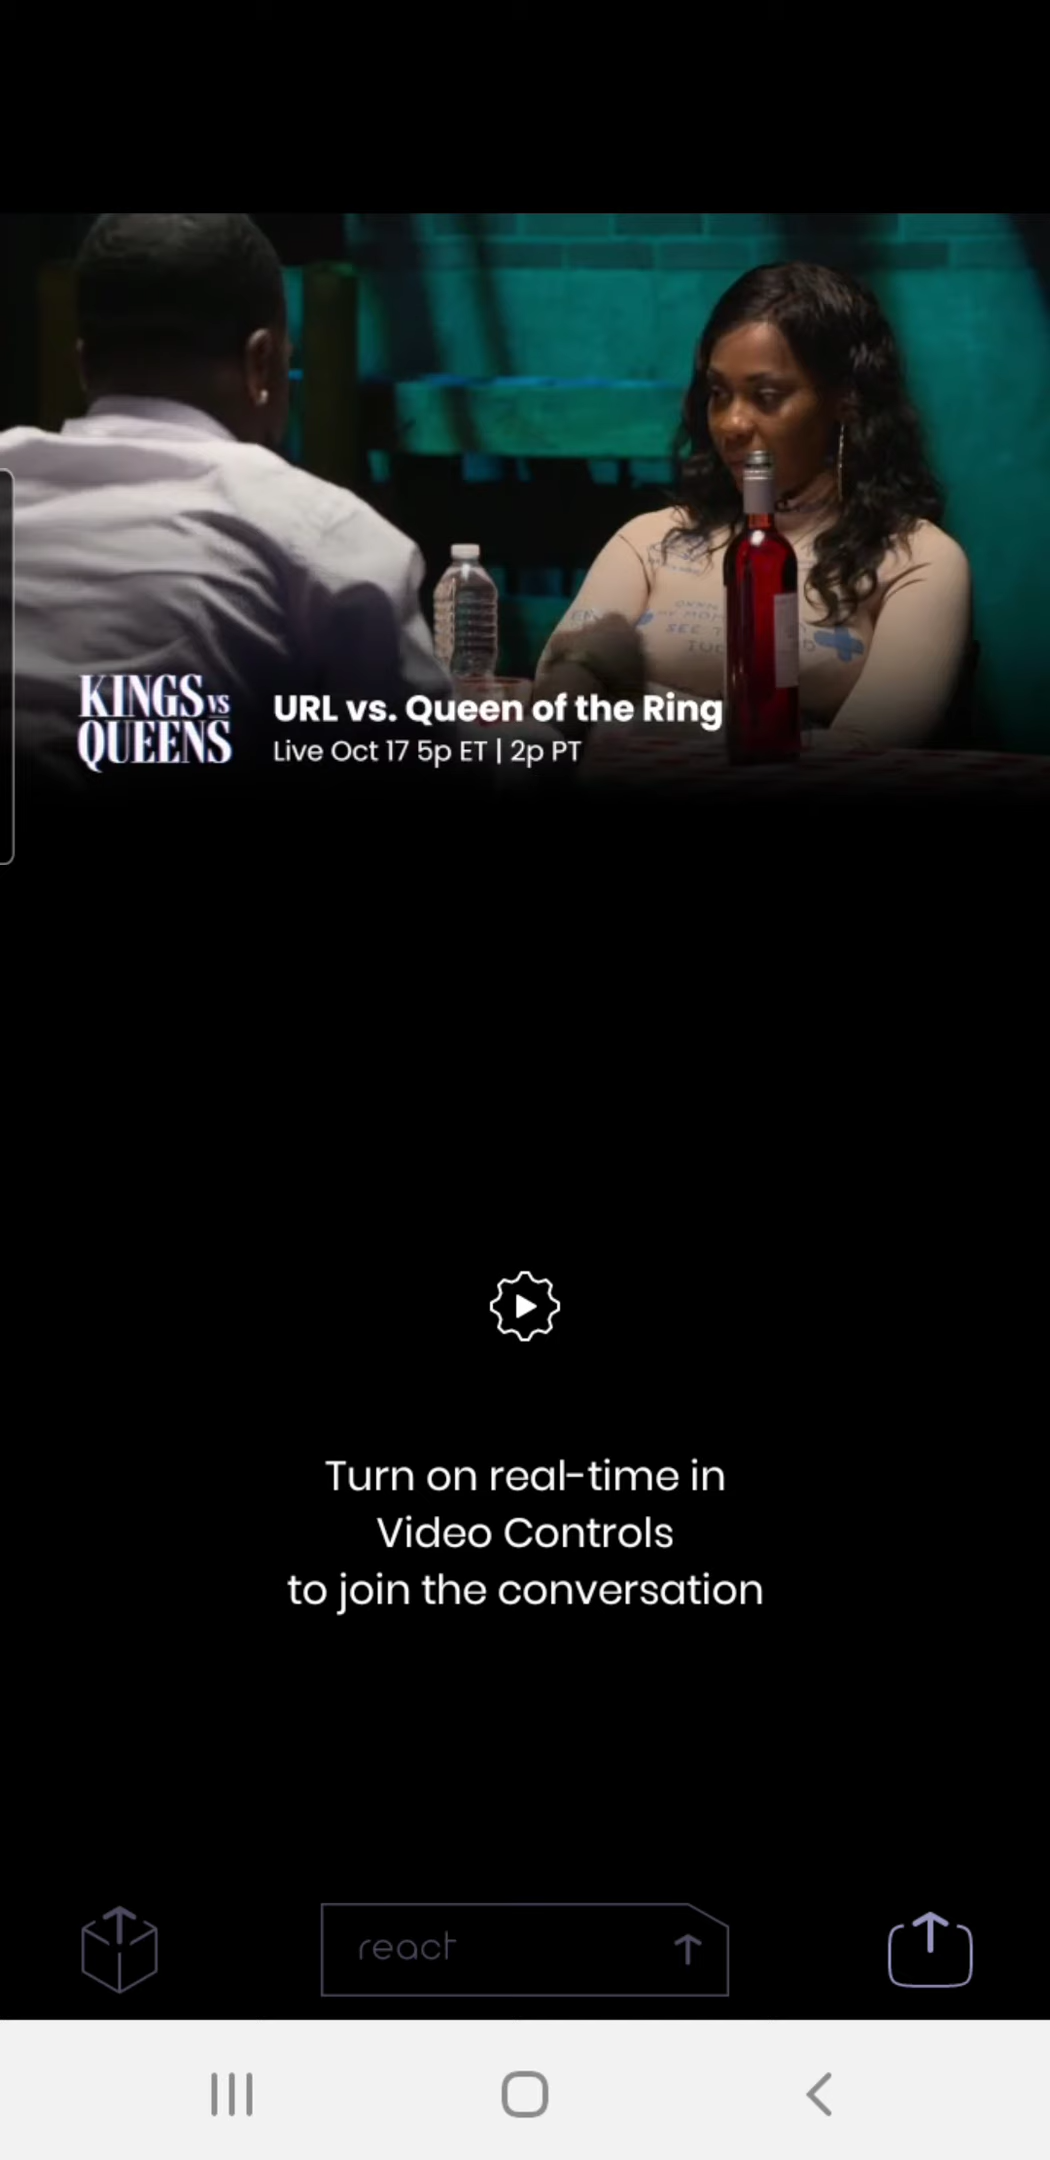 KINGS VS
QUEENS
URL vs. Queen of the Ring
Live Oct 17 5p ET | 2p PT
SEE
Turn on real-time in
Video Controls
to join the conversation
react